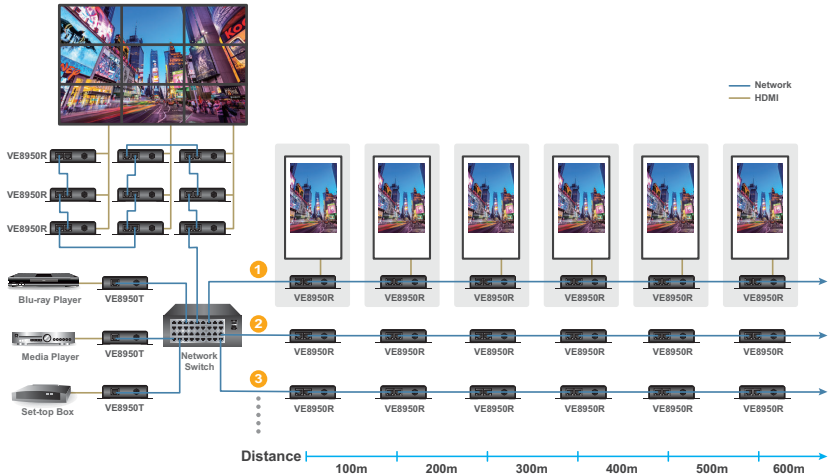 Network
HDMI
VE8950R
VE8950R
VE8950R
1
Blu-ray Player
VE8950T
VE8950R
VE8950R
VE8950R
VE8950R
VE8950R
VE8950R
2
Media Player
VE8950T
Network
Switch
VE8950R
VE8950R
VE8950R
VE8950R
VE8950R
VE8950R
3
Set-top Box
VE8950T
VE8950R
VE8950R
VE8950R
VE8950R
VE8950R
VE8950R
Distance
100m
200m
300m
400m
500m
600m